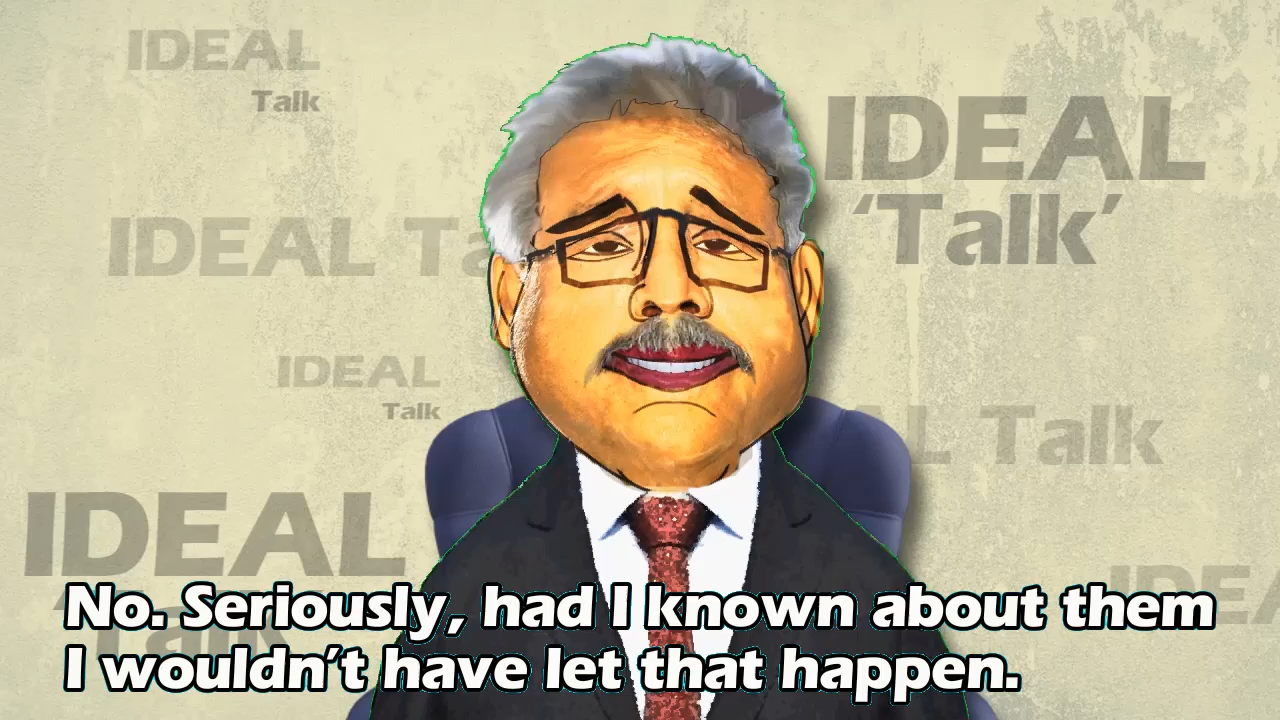 IDEAL
Talk
IDEAL
'Talk'
IDEAL
IDEAL
Talk
Talk
IDEAL
No. Seriously, had I known about them
I wouldn't have let that happen.